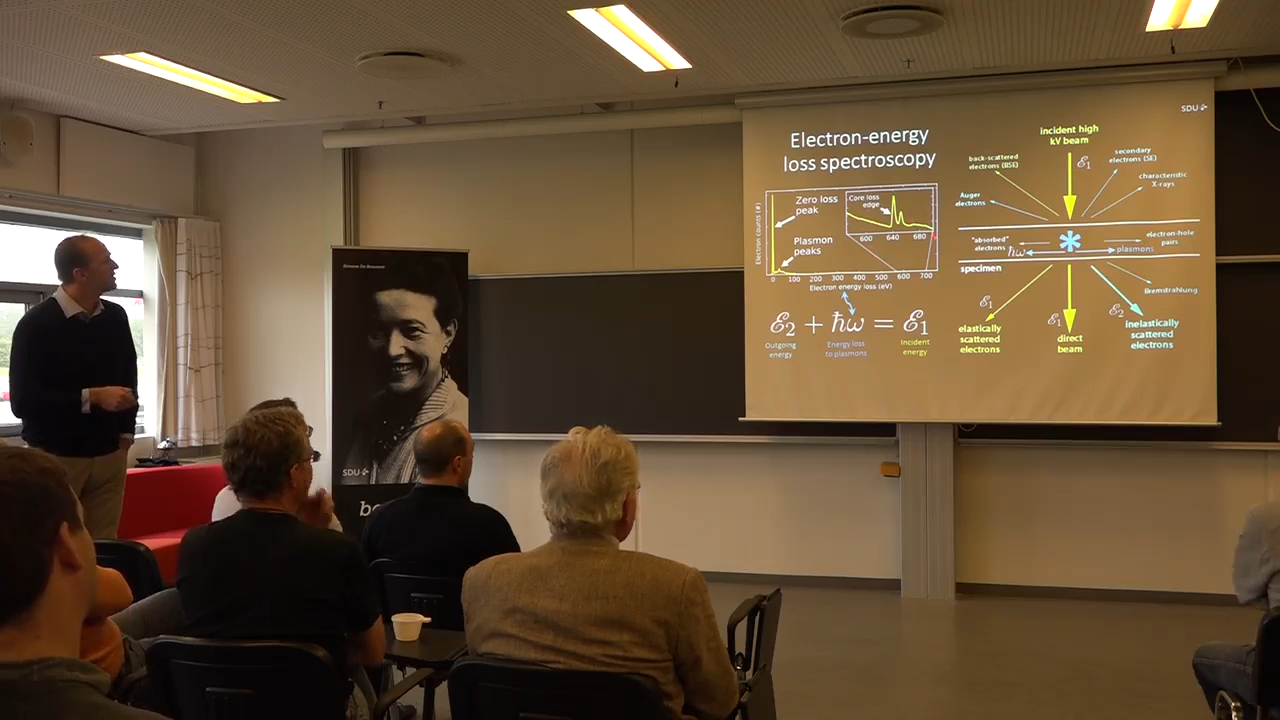 SDU
Electron-energy
loss spectroscopy
Electron counts (#)
Zero loss
peak
Plasmon
peaks
Core loss
edge
600 640 680
0 100 200 300 400 500 600 700
Electron energy loss (eV)
ℰ₂ + ħω = ℰ₁
Outgoing
energy
Energy loss
to plasmons
Incident
energy
incident high
kV beam
ℰ₁
back-scattered
electrons (BSE)
secondary
electrons (SE)
characteristic
X-rays
Auger
electrons
"absorbed"
electrons
ħω
electron-hole
pairs
plasmons
specimen
Bremstrahlung
ℰ₁
ℰ₁
ℰ₂
elastically
scattered
electrons
direct
beam
inelastically
scattered
electrons
Simone De Beauvoir
SDU